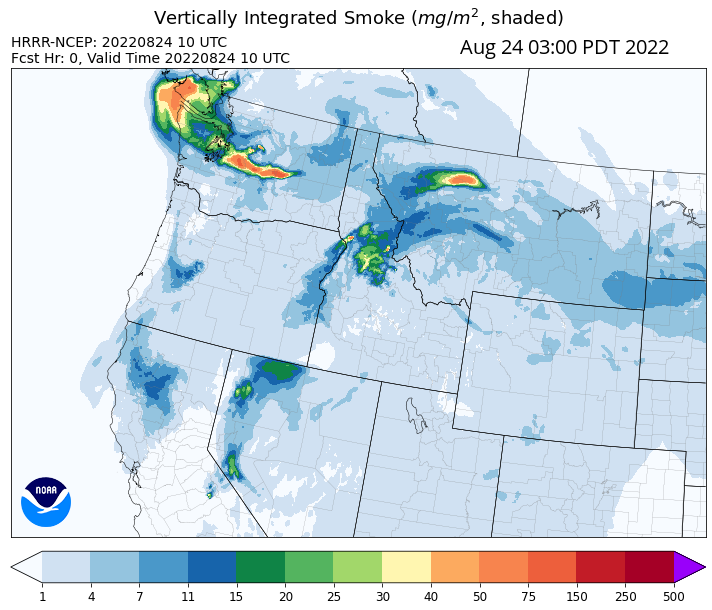 Vertically Integrated Smoke (mg/m², shaded)
HRRR-NCEP: 20220824 10 UTC
Aug 24 03:00 PDT 2022
Fcst Hr: 0, Valid Time 20220824 10 UTC
NOAA
1 4 7 11 15 20 25 30 40 50 75 150 250 500